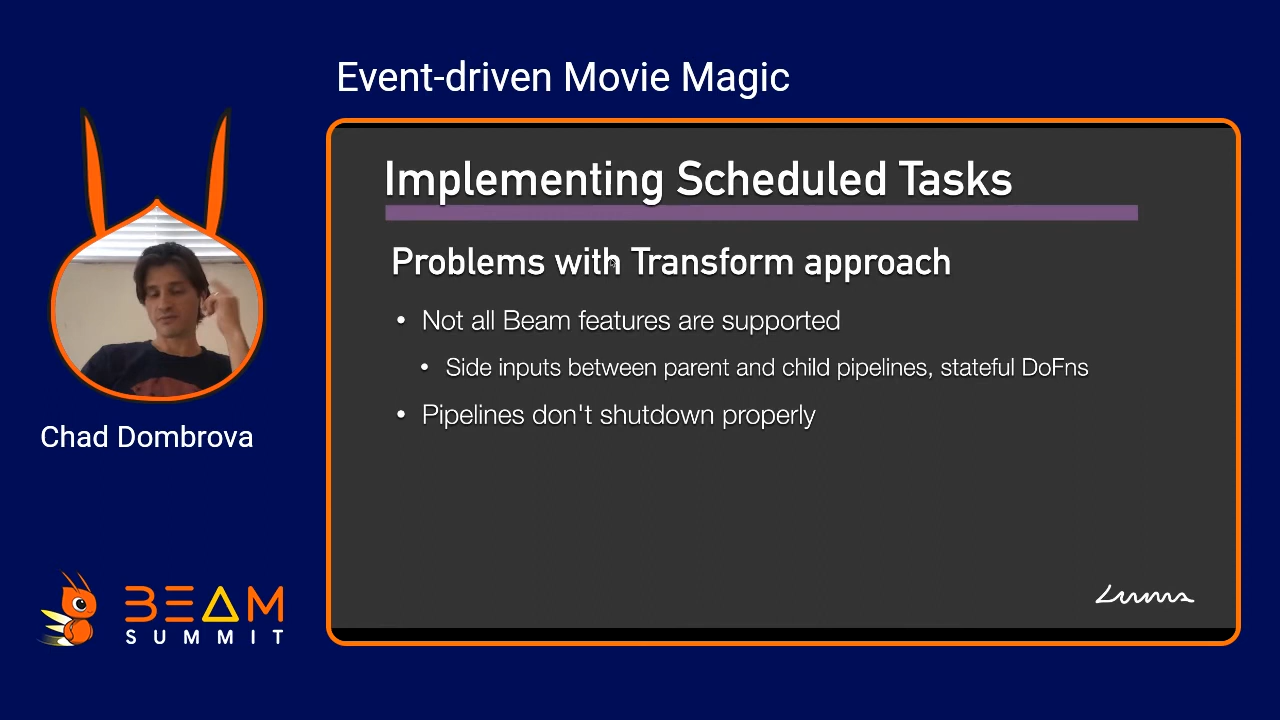 Event-driven Movie Magic
Implementing Scheduled Tasks
Problems with Transform approach
• Not all Beam features are supported
• Side inputs between parent and child pipelines, stateful DoFns
• Pipelines don't shutdown properly
Chad Dombrova
BEAM
SUMMIT
Luma